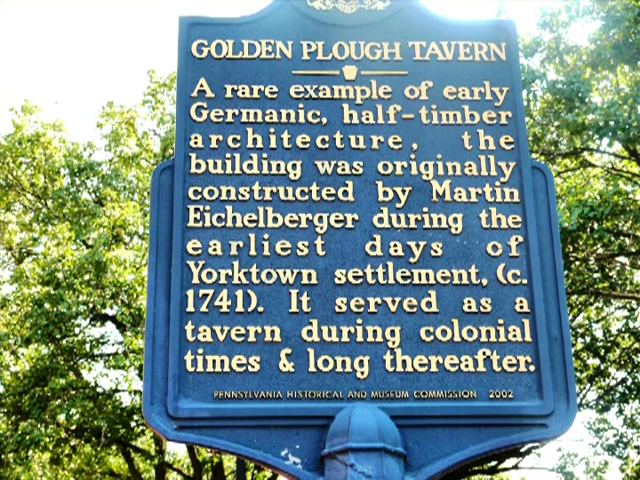 GOLDEN PLOUGH TAVERN
A rare example of early
Germanic, half-timber
architecture, the
building was originally
constructed by Martin
Eichelberger during the
earliest days of
Yorktown settlement, (c.
1741). It served as a
tavern during colonial
times & long thereafter.
PENNSYLVANIA HISTORICAL AND MUSEUM COMMISSION 2002